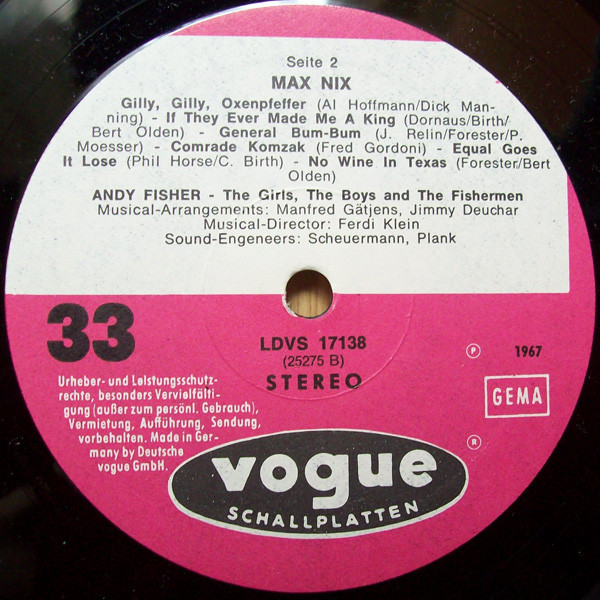 Seite 2
MAX NIX
Gilly, Gilly, Oxenpfeffer (Al Hoffmann/Dick Man-
ning) - If They Ever Made Me A King (Dornaus/Birth/
Bert Olden) - General Bum-Bum (J. Relin/Forester/P.
Moesser) - Comrade Komzak (Fred Gordoni) - Equal Goes
It Lose (Phil Horse/C. Birth) - No Wine In Texas (Forester/Bert
Olden)
ANDY FISHER - The Girls, The Boys and The Fishermen
Musical-Arrangements: Manfred Gätjens, Jimmy Deuchar
Musical-Director: Ferdi Klein
Sound-Engeneers: Scheuermann, Plank
33
LDVS 17138
(25275 B)
STEREO
Ⓟ 1967
GEMA
Urheber- und Leistungsschutz-
rechte, besonders Vervielfälti-
gung (außer zum persönl. Gebrauch),
Vermietung, Aufführung, Sendung,
vorbehalten. Made in Ger-
many by Deutsche
vogue GmbH.
®
vogue
SCHALLPLATTEN